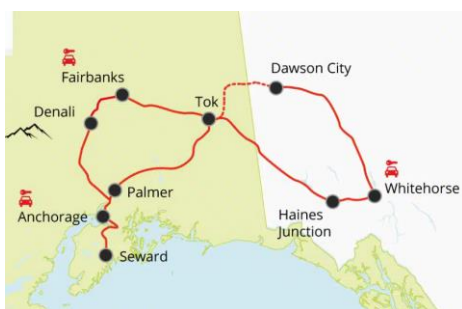 Fairbanks
Dawson City
Denali
Tok
Palmer
Whitehorse
Anchorage
Haines
Junction
Seward